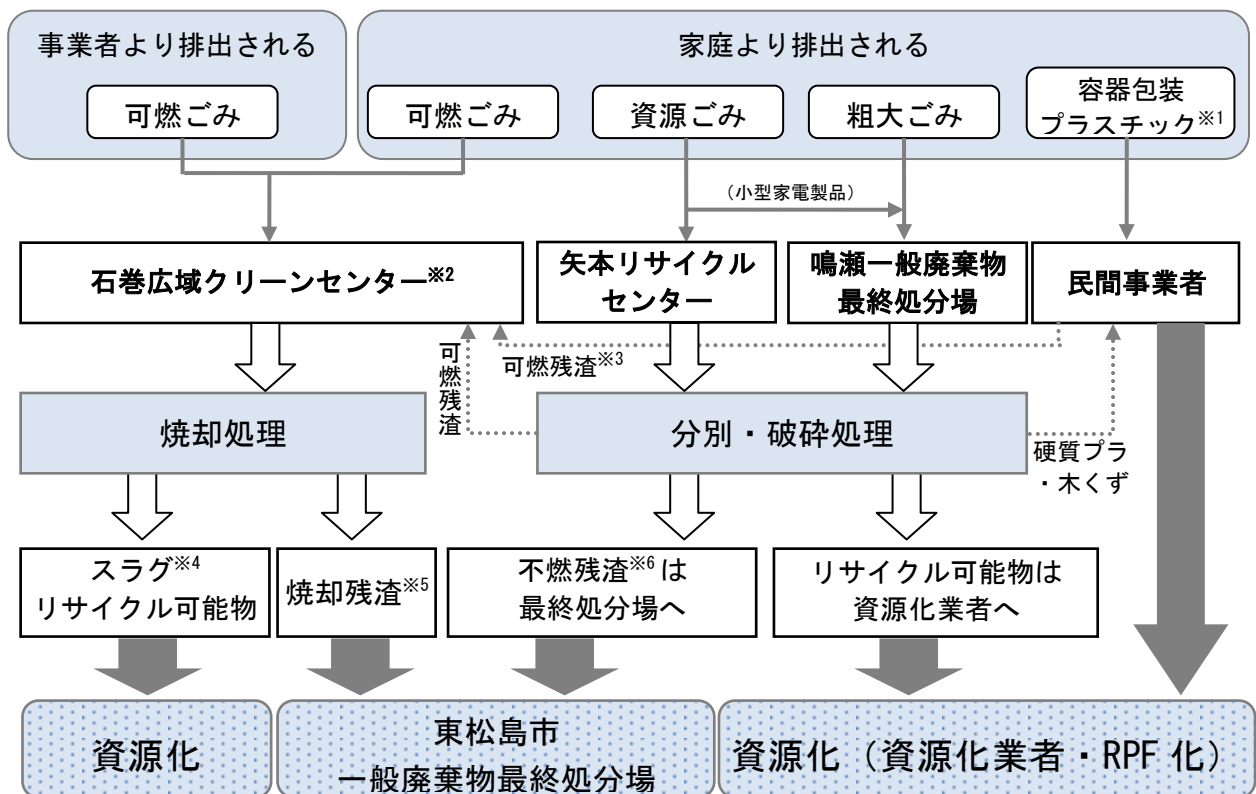 事業者より排出される
家庭より排出される
可燃ごみ
可燃ごみ
資源ごみ
粗大ごみ
容器包装
プラスチック※1
（小型家電製品）
石巻広域クリーンセンター※2
矢本リサイクル
センター
鳴瀬一般廃棄物
最終処分場
民間事業者
可燃残渣
可燃残渣※3
焼却処理
分別・破砕処理
硬質プラ
・木くず
スラグ※4
リサイクル可能物
焼却残渣※5
不燃残渣※6 は
最終処分場へ
リサイクル可能物は
資源化業者へ
資源化
東松島市
一般廃棄物最終処分場
資源化（資源化業者・RPF 化）